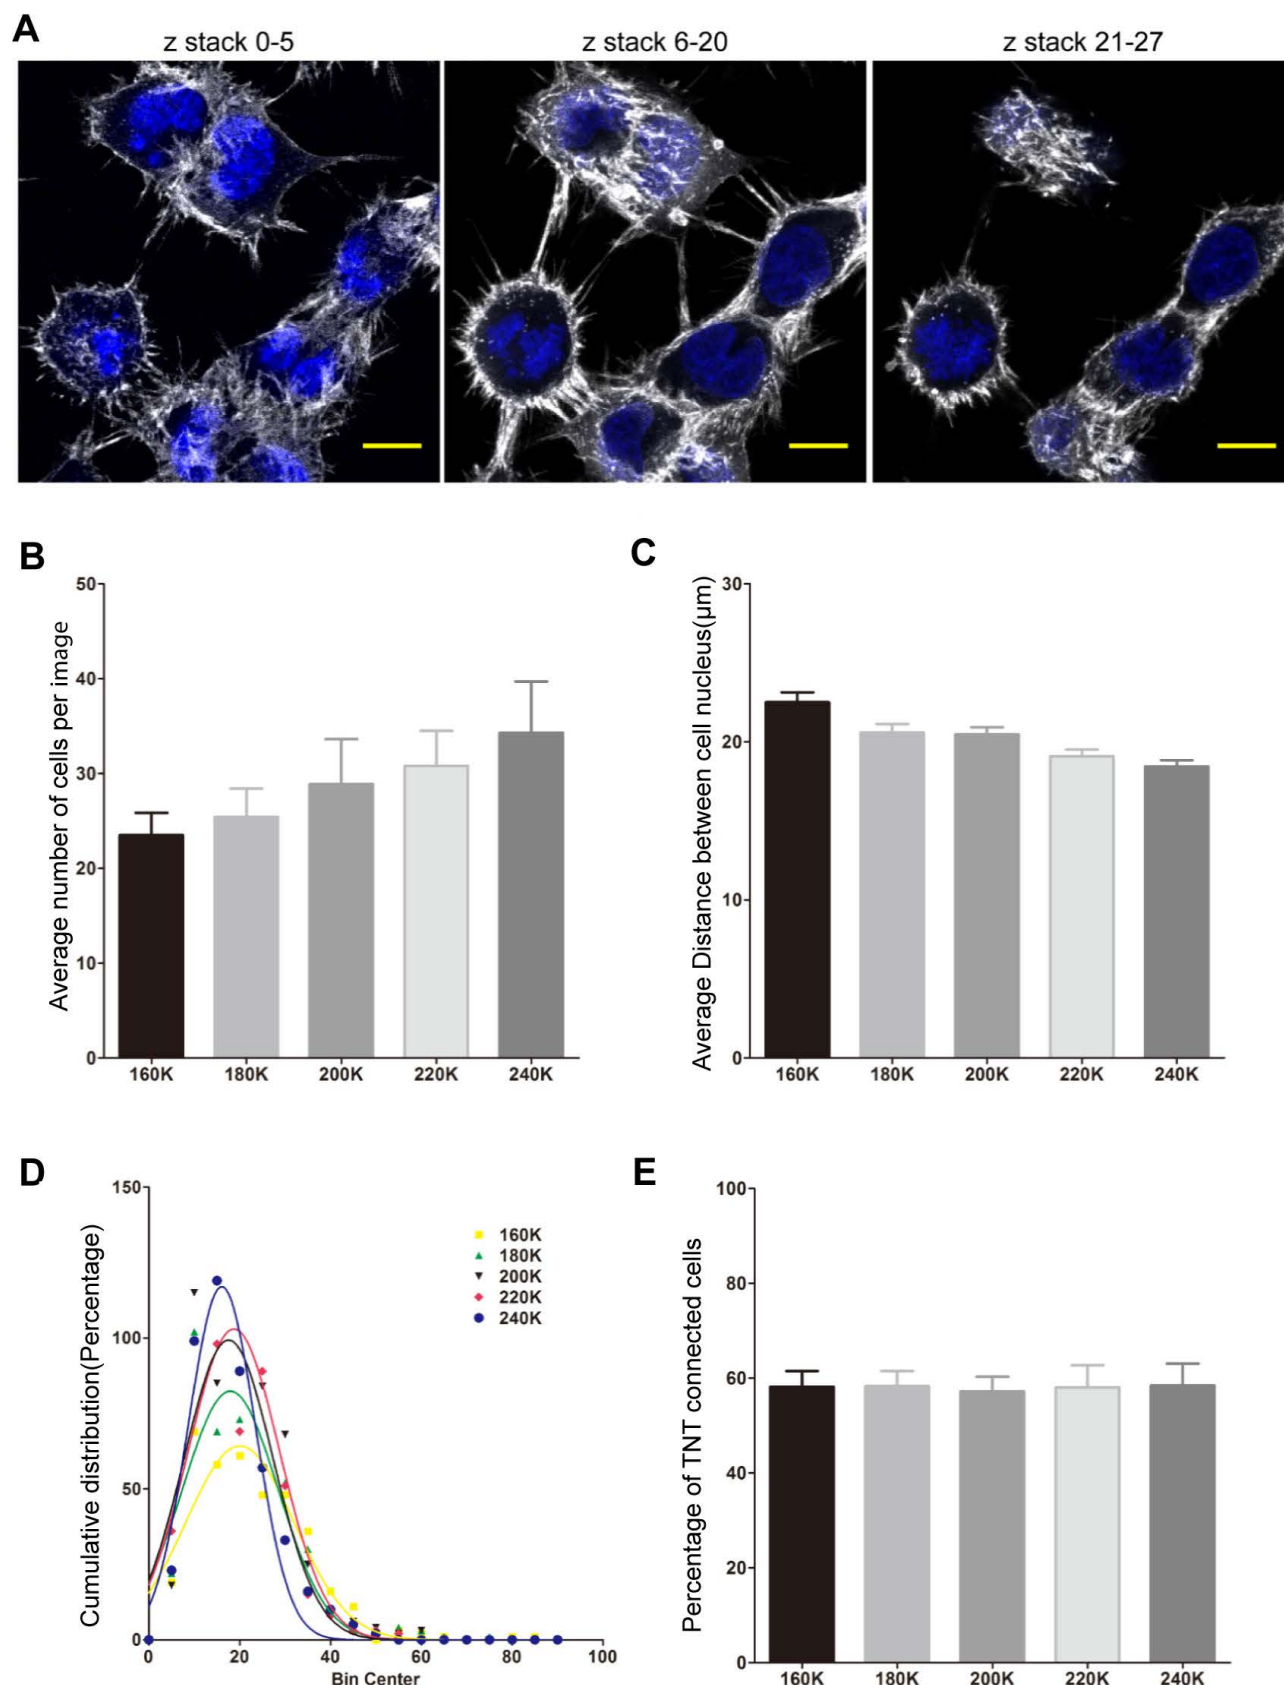 A
z stack 0-5 z stack 6-20 z stack 21-27
B
Average number of cells per image
50
40
30
20
10
0
160K 180K 200K 220K 240K
C
Average Distance between cell nucleus(µm)
30
20
10
0
160K 180K 200K 220K 240K
D
Cumulative distribution(Percentage)
150
100
50
0
160K
180K
200K
220K
240K
0 20 40 60 80 100
Bin Center
E
Percentage of TNT connected cells
100
80
60
40
20
0
160K 180K 200K 220K 240K